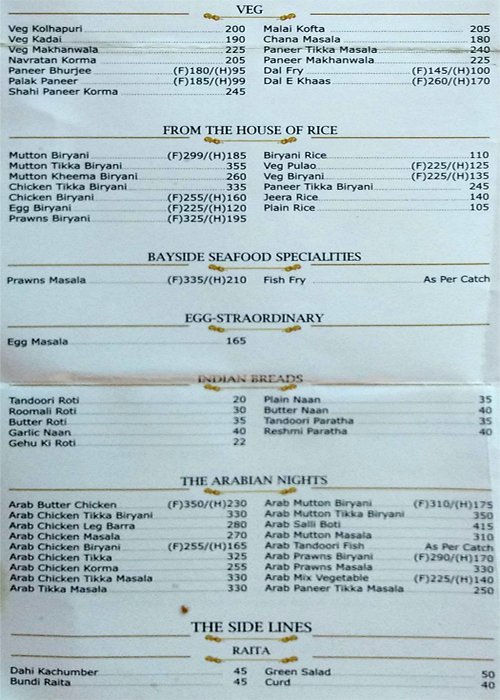 VEG
Veg Kolhapuri 200 Malai Kofta 205
Veg Kadai 190 Chana Masala 180
Veg Makhanwala 225 Paneer Tikka Masala 240
Navratan Korma 205 Paneer Makhanwala 225
Paneer Bhurjee (F)180/(H)95 Dal Fry (F)145/(H)100
Palak Paneer (F)185/(H)99 Dal E Khaas (F)260/(H)170
Shahi Paneer Korma 245
FROM THE HOUSE OF RICE
Mutton Biryani (F)299/(H)185 Biryani Rice 110
Mutton Tikka Biryani 355 Veg Pulao (F)225/(H)125
Mutton Kheema Biryani 260 Veg Biryani (F)225/(H)135
Chicken Tikka Biryani 335 Paneer Tikka Biryani 245
Chicken Biryani (F)255/(H)160 Jeera Rice 140
Egg Biryani (F)225/(H)120 Plain Rice 105
Prawns Biryani (F)325/(H)195
BAYSIDE SEAFOOD SPECIALITIES
Prawns Masala (F)335/(H)210 Fish Fry As Per Catch
EGG-STRAORDINARY
Egg Masala 165
INDIAN BREADS
Tandoori Roti 20 Plain Naan 35
Roomali Roti 30 Butter Naan 40
Butter Roti 35 Tandoori Paratha 35
Garlic Naan 40 Reshmi Paratha 40
Gehu Ki Roti 22
THE ARABIAN NIGHTS
Arab Butter Chicken (F)350/(H)230 Arab Mutton Biryani (F)310/(H)175
Arab Chicken Tikka Biryani 330 Arab Mutton Tikka Biryani 350
Arab Chicken Leg Barra 280 Arab Salli Boti 415
Arab Chicken Masala 270 Arab Mutton Masala 310
Arab Chicken Biryani (F)255/(H)165 Arab Tandoori Fish As Per Catch
Arab Chicken Tikka 325 Arab Prawns Biryani (F)290/(H)170
Arab Chicken Korma 255 Arab Prawns Masala 330
Arab Chicken Tikka Masala 330 Arab Mix Vegetable (F)225/(H)140
Arab Tikka Masala 330 Arab Paneer Tikka Masala 250
THE SIDE LINES
RAITA
Dahi Kachumber 45 Green Salad 50
Bundi Raita 45 Curd 40